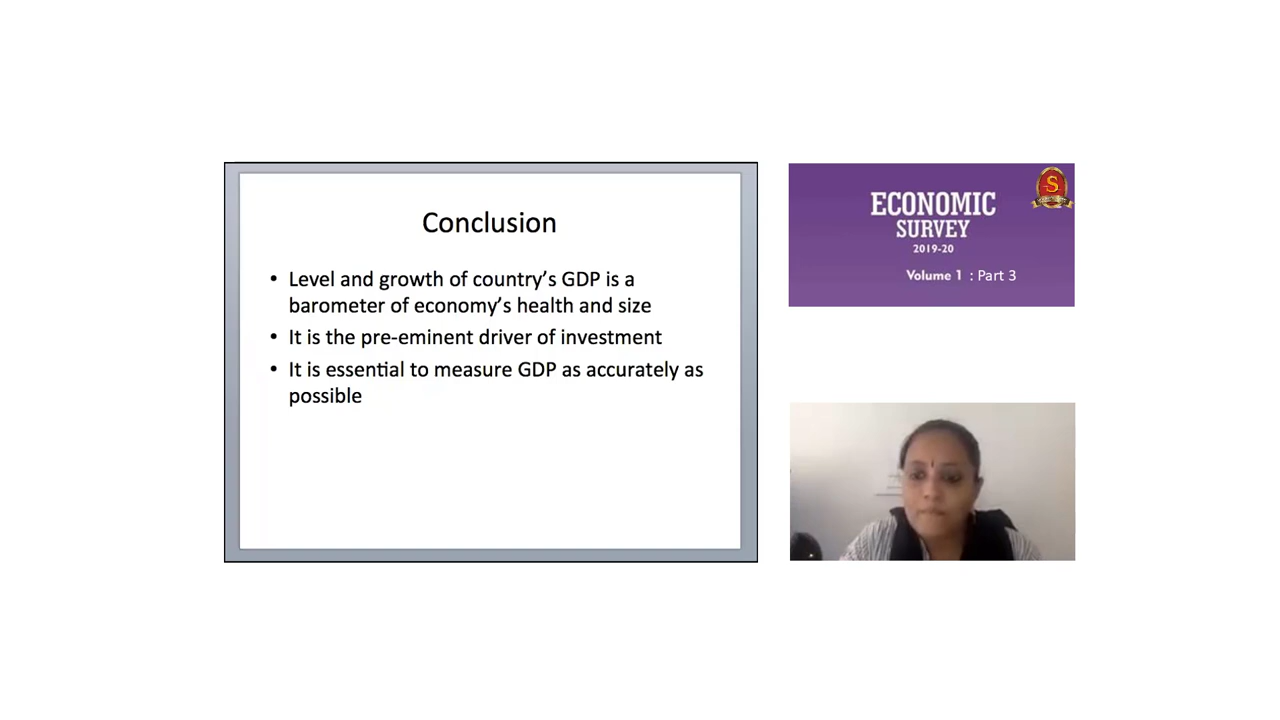 Conclusion
• Level and growth of country’s GDP is a
barometer of economy’s health and size
• It is the pre-eminent driver of investment
• It is essential to measure GDP as accurately as
possible
ECONOMIC
SURVEY
2019-20
Volume 1 : Part 3
S